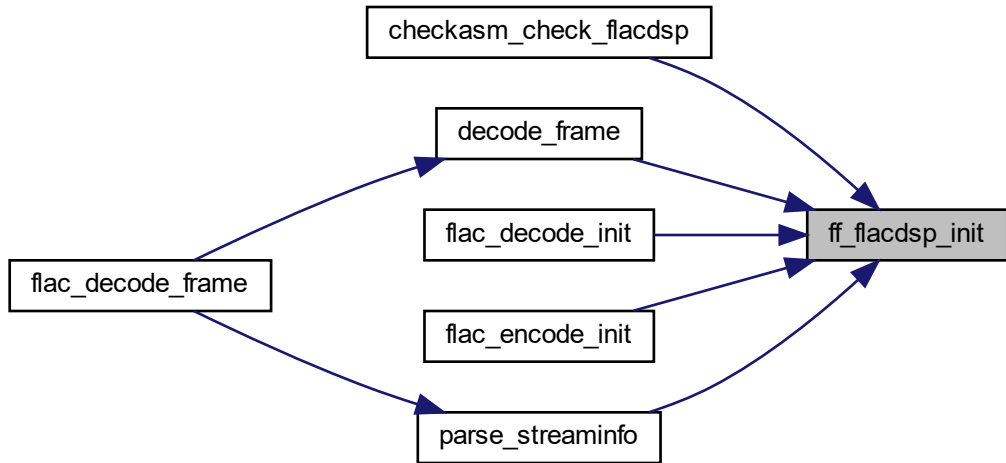 checkasm_check_flacdsp
decode_frame
flac_decode_init
ff_flacdsp_init
flac_decode_frame
flac_encode_init
parse_streaminfo